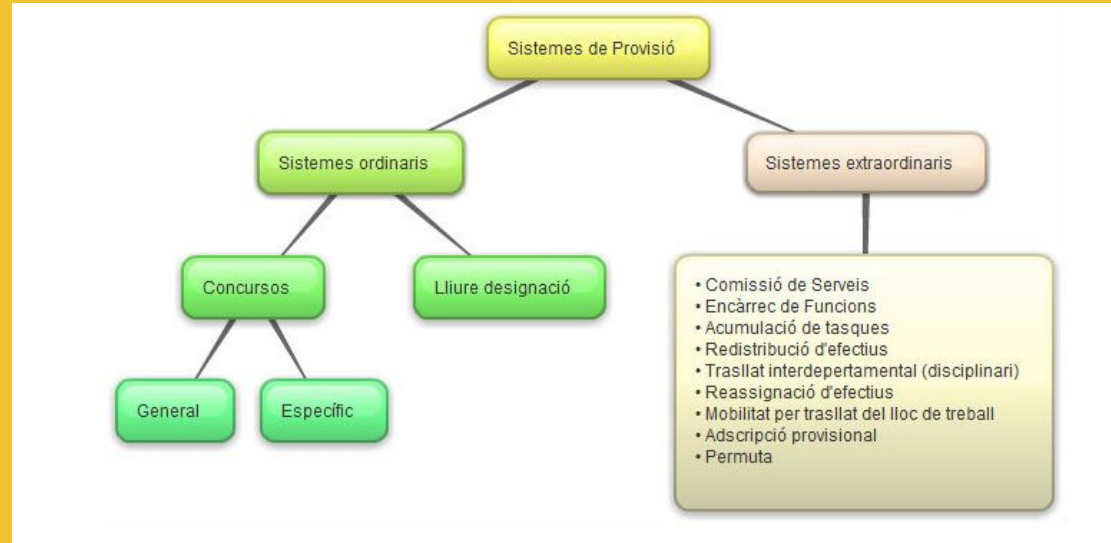 Sistemes de Provisió
Sistemes ordinaris
Sistemes extraordinaris
Concursos
Lliure designació
General
Específic
• Comissió de Serveis
• Encàrrec de Funcions
• Acumulació de tasques
• Redistribució d'efectius
• Trasllat interdepertamental (disciplinari)
• Reassignació d'efectius
• Mobilitat per trasllat del lloc de treball
• Adscripció provisional
• Permuta